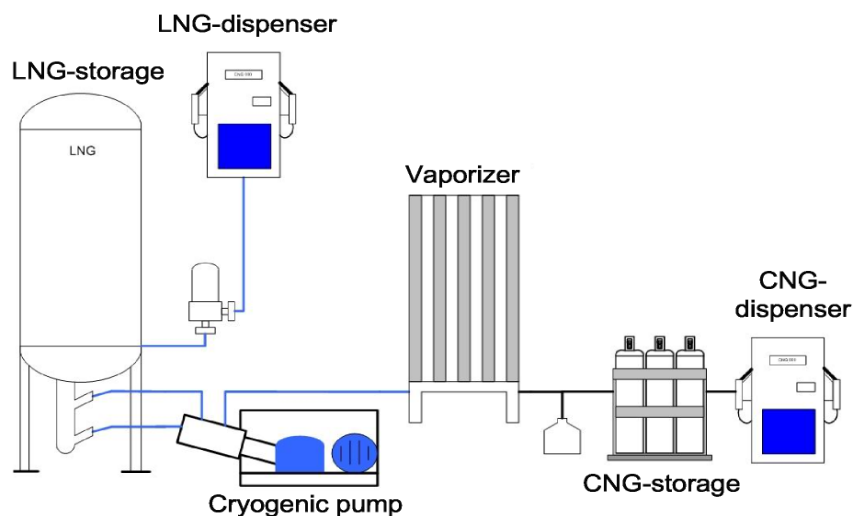 LNG-dispenser
LNG-storage
LNG
Vaporizer
CNG-
dispenser
CNG-storage
Cryogenic pump